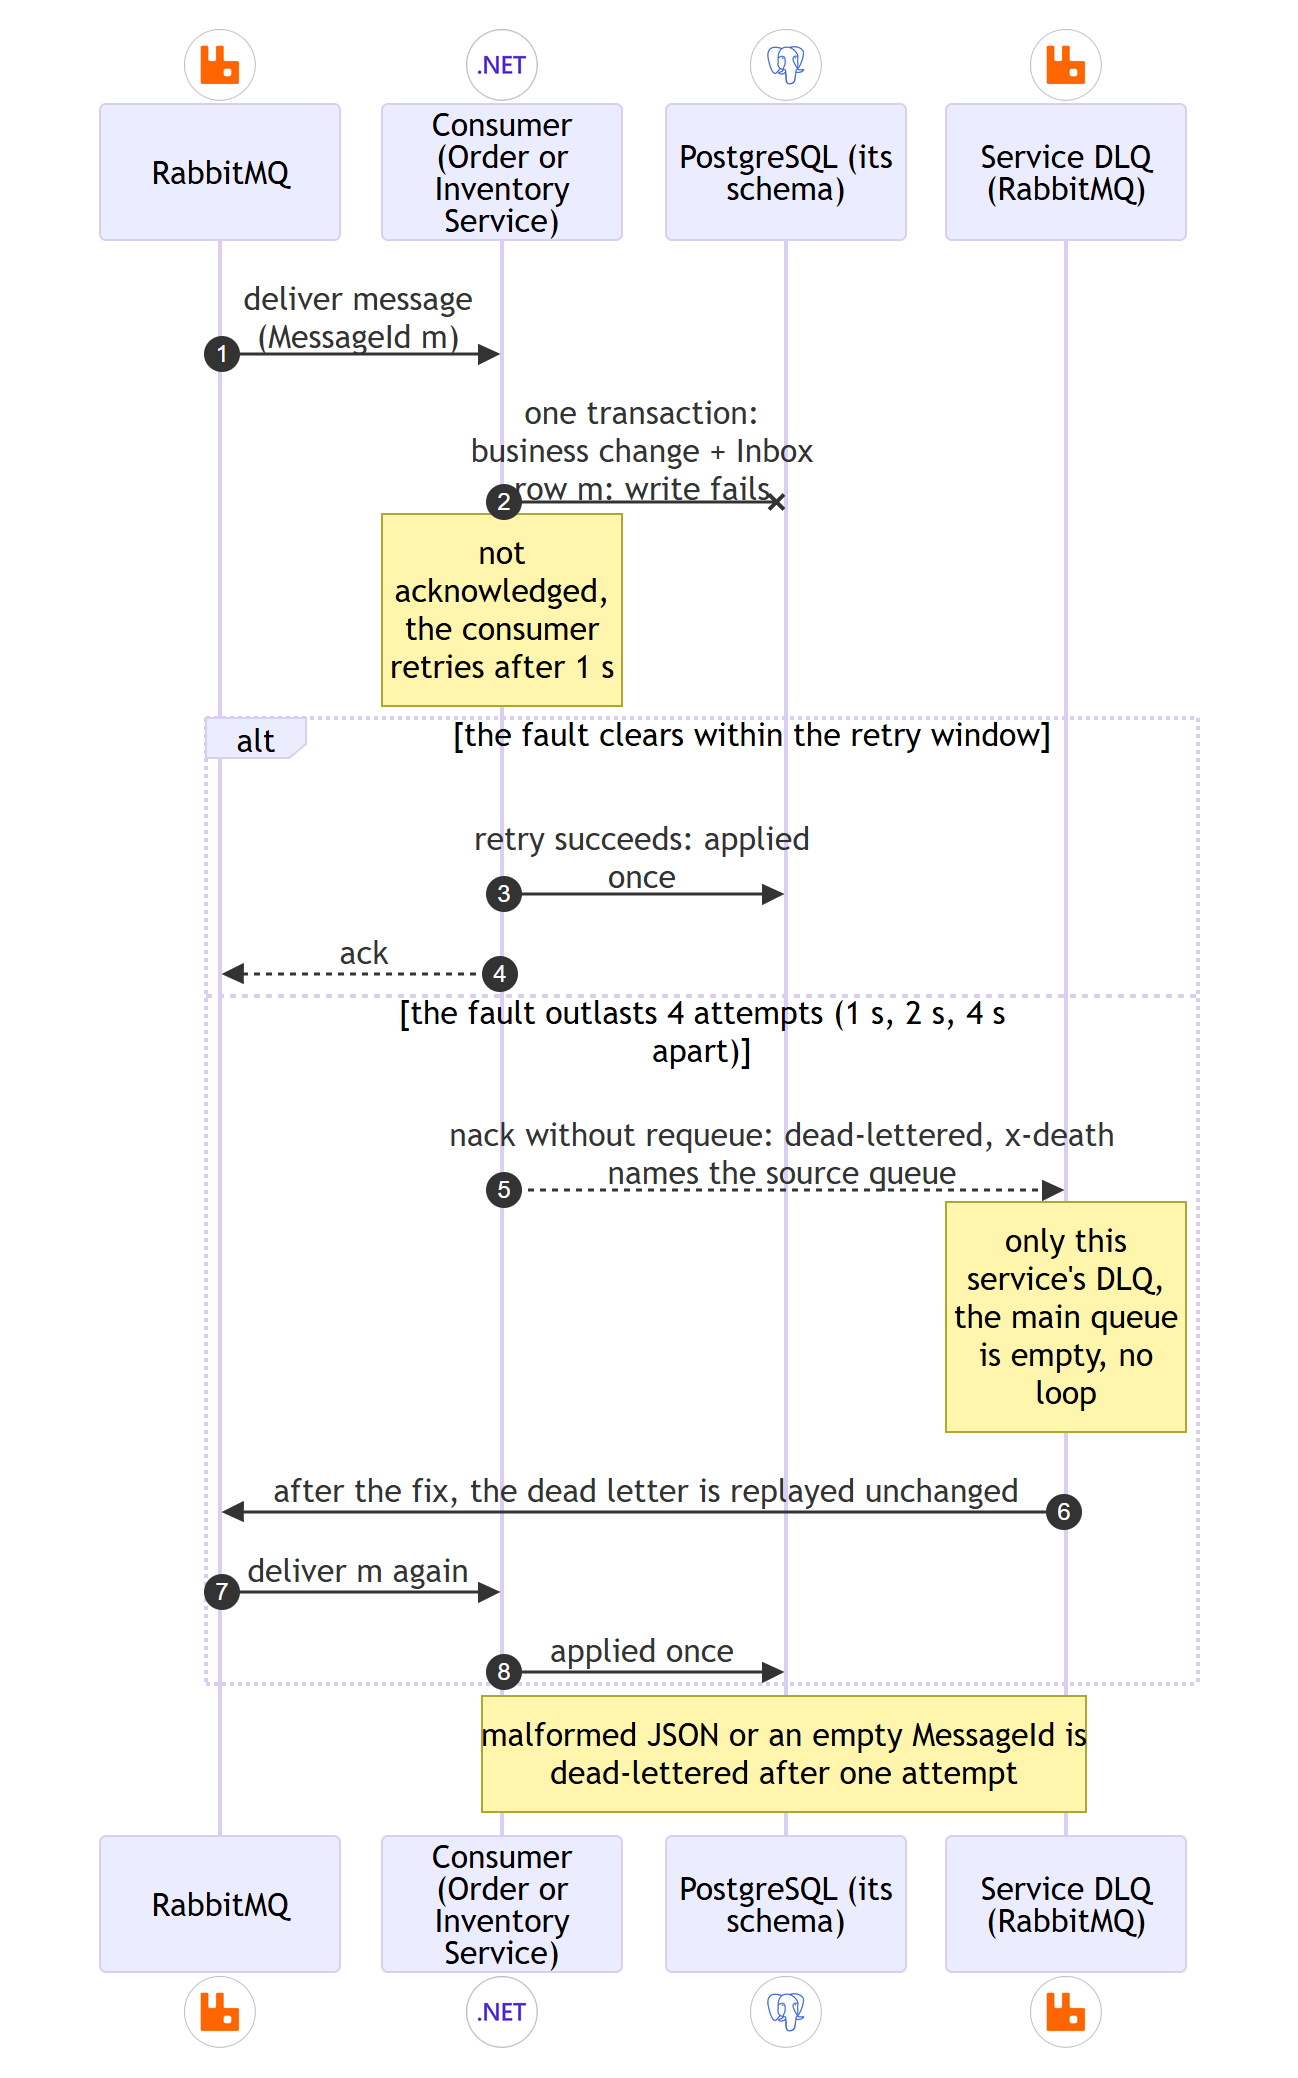 .NET
RabbitMQ
Consumer
(Order or
Inventory
Service)
PostgreSQL (its
schema)
Service DLQ
(RabbitMQ)
deliver message
(MessageId m)
1
one transaction:
business change + Inbox
row m: write fails
2
not
acknowledged,
the consumer
retries after 1 s
alt
[the fault clears within the retry window]
retry succeeds: applied
once
3
ack
4
[the fault outlasts 4 attempts (1 s, 2 s, 4 s
apart)]
nack without requeue: dead-lettered, x-death
names the source queue
5
only this
service's DLQ,
the main queue
is empty, no
loop
after the fix, the dead letter is replayed unchanged
6
deliver m again
7
applied once
8
malformed JSON or an empty MessageId is
dead-lettered after one attempt
RabbitMQ
Consumer
(Order or
Inventory
Service)
PostgreSQL (its
schema)
Service DLQ
(RabbitMQ)
.NET